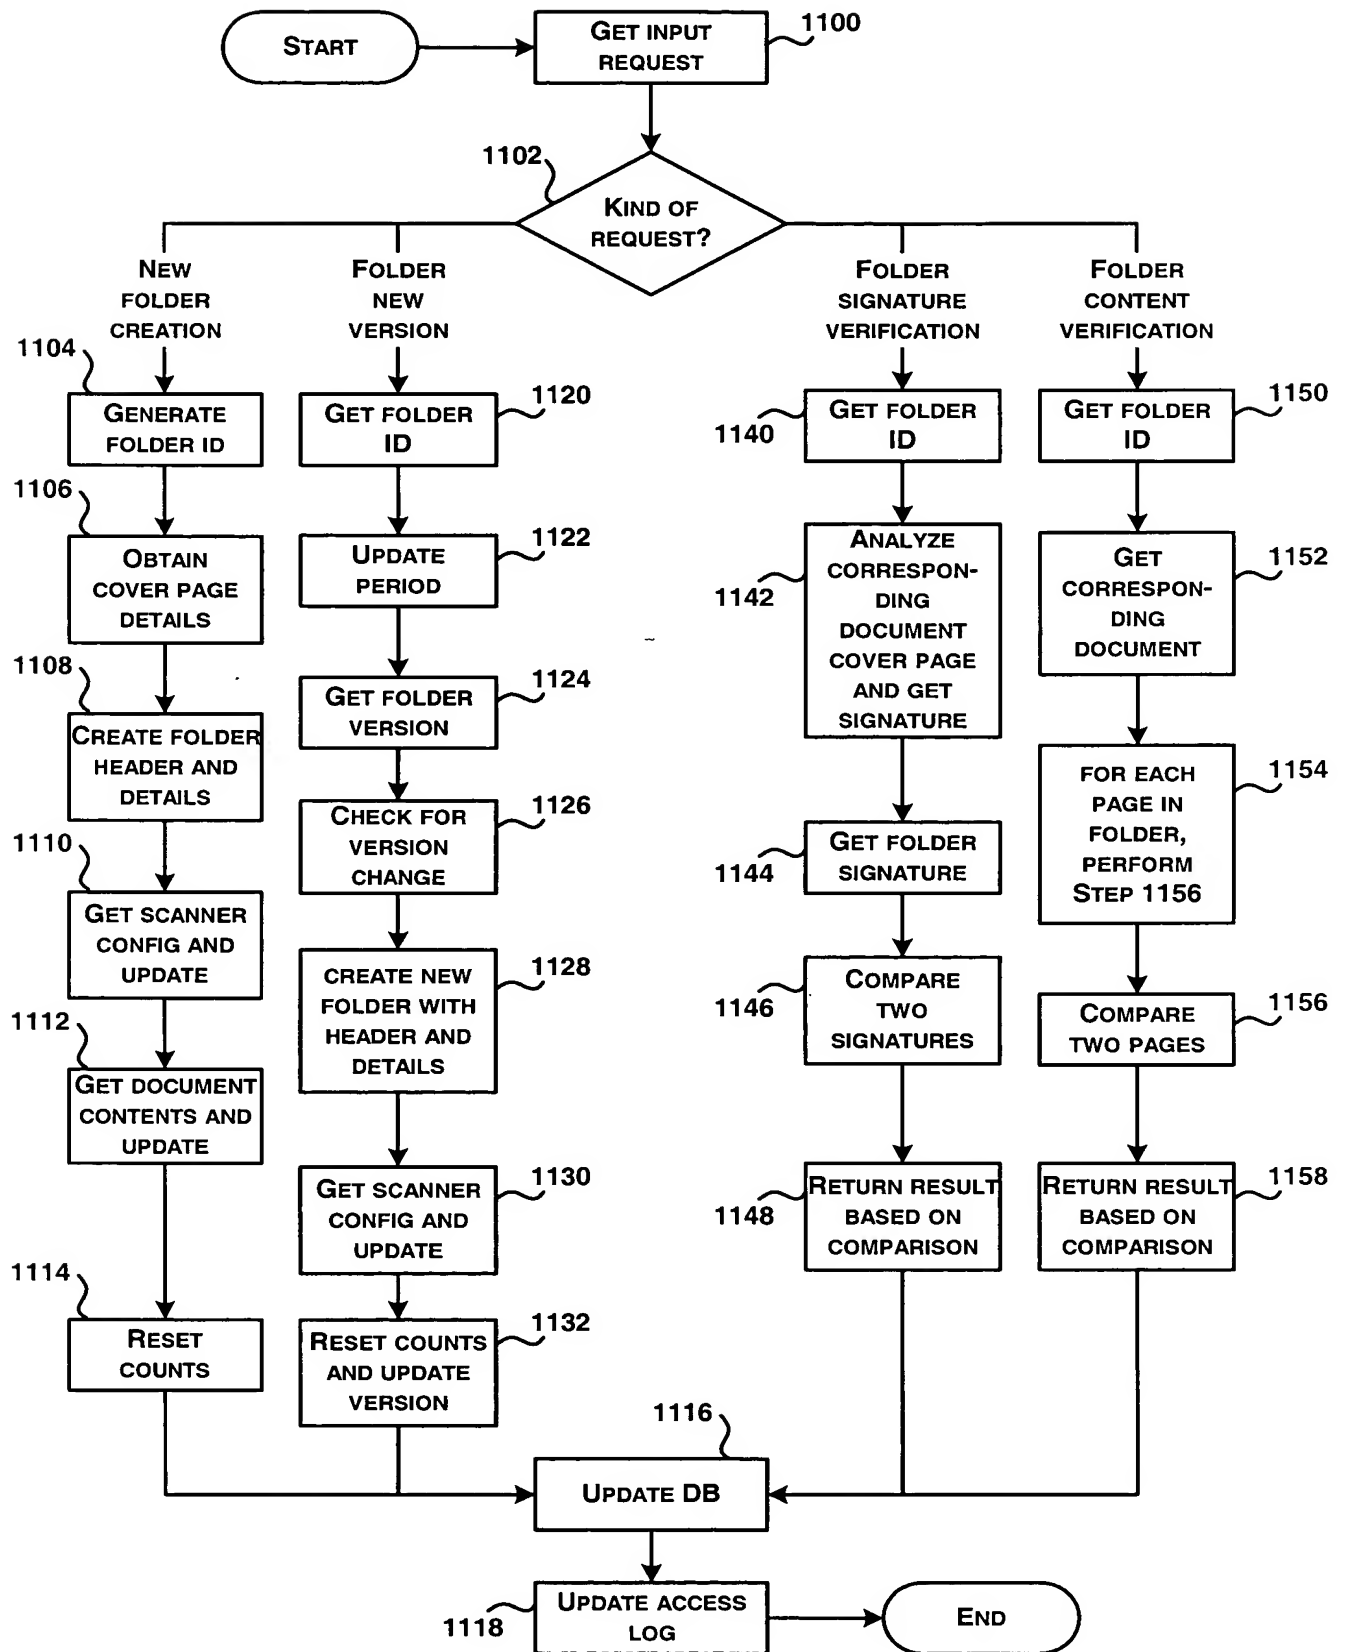 START
GET INPUT
REQUEST
1100
1102
KIND OF
REQUEST?
NEW
FOLDER
CREATION
FOLDER
NEW
VERSION
FOLDER
SIGNATURE
VERIFICATION
FOLDER
CONTENT
VERIFICATION
1104
GENERATE
FOLDER ID
1106
OBTAIN
COVER PAGE
DETAILS
1108
CREATE FOLDER
HEADER AND
DETAILS
1110
GET SCANNER
CONFIG AND
UPDATE
1112
GET DOCUMENT
CONTENTS AND
UPDATE
1114
RESET
COUNTS
GET FOLDER
ID
1120
UPDATE
PERIOD
1122
GET FOLDER
VERSION
1124
CHECK FOR
VERSION
CHANGE
1126
CREATE NEW
FOLDER WITH
HEADER AND
DETAILS
1128
GET SCANNER
CONFIG AND
UPDATE
1130
RESET COUNTS
AND UPDATE
VERSION
1132
1140
GET FOLDER
ID
1142
ANALYZE
CORRESPON-
DING
DOCUMENT
COVER PAGE
AND GET
SIGNATURE
1144
GET FOLDER
SIGNATURE
1146
COMPARE
TWO
SIGNATURES
1148
RETURN RESULT
BASED ON
COMPARISON
GET FOLDER
ID
1150
GET
CORRESPON-
DING
DOCUMENT
1152
FOR EACH
PAGE IN
FOLDER,
PERFORM
STEP 1156
1154
COMPARE
TWO PAGES
1156
RETURN RESULT
BASED ON
COMPARISON
1158
1116
UPDATE DB
1118
UPDATE ACCESS
LOG
END